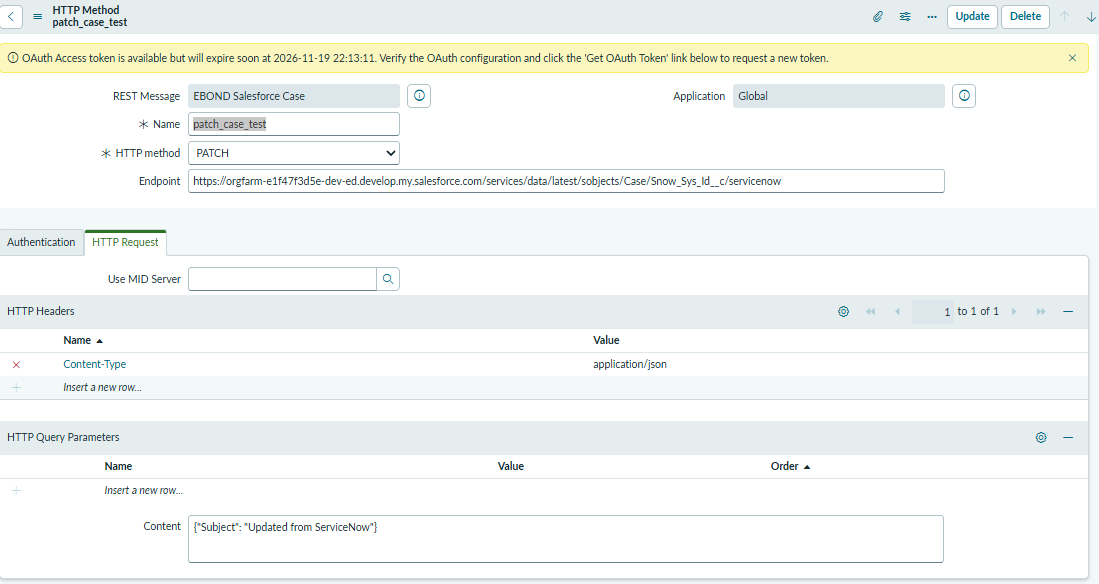 HTTP Method
patch_case_test
Update
Delete
OAuth Access token is available but will expire soon at 2026-11-19 22:13:11. Verify the OAuth configuration and click the 'Get OAuth Token' link below to request a new token.
REST Message EBOND Salesforce Case Application Global
Name patch_case_test
HTTP method PATCH
Endpoint https://orgfarm-e1f47f3d5e-dev-ed.develop.my.salesforce.com/services/data/latest/sobjects/Case/Snow_Sys_Id__c/servicenow
Authentication HTTP Request
Use MID Server
HTTP Headers 1 to 1 of 1
Name Value
Content-Type application/json
Insert a new row...
HTTP Query Parameters
Name Value Order
Insert a new row...
Content {"Subject": "Updated from ServiceNow"}